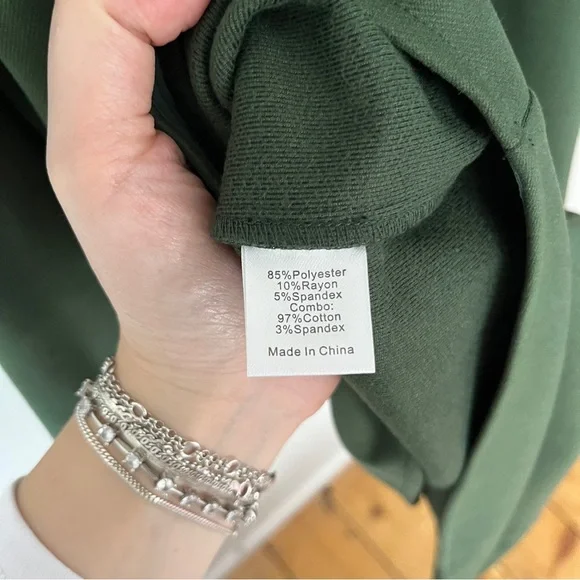 85%Polyester
10%Rayon
5%Spandex
Combo:
97%Cotton
3%Spandex
Made In China